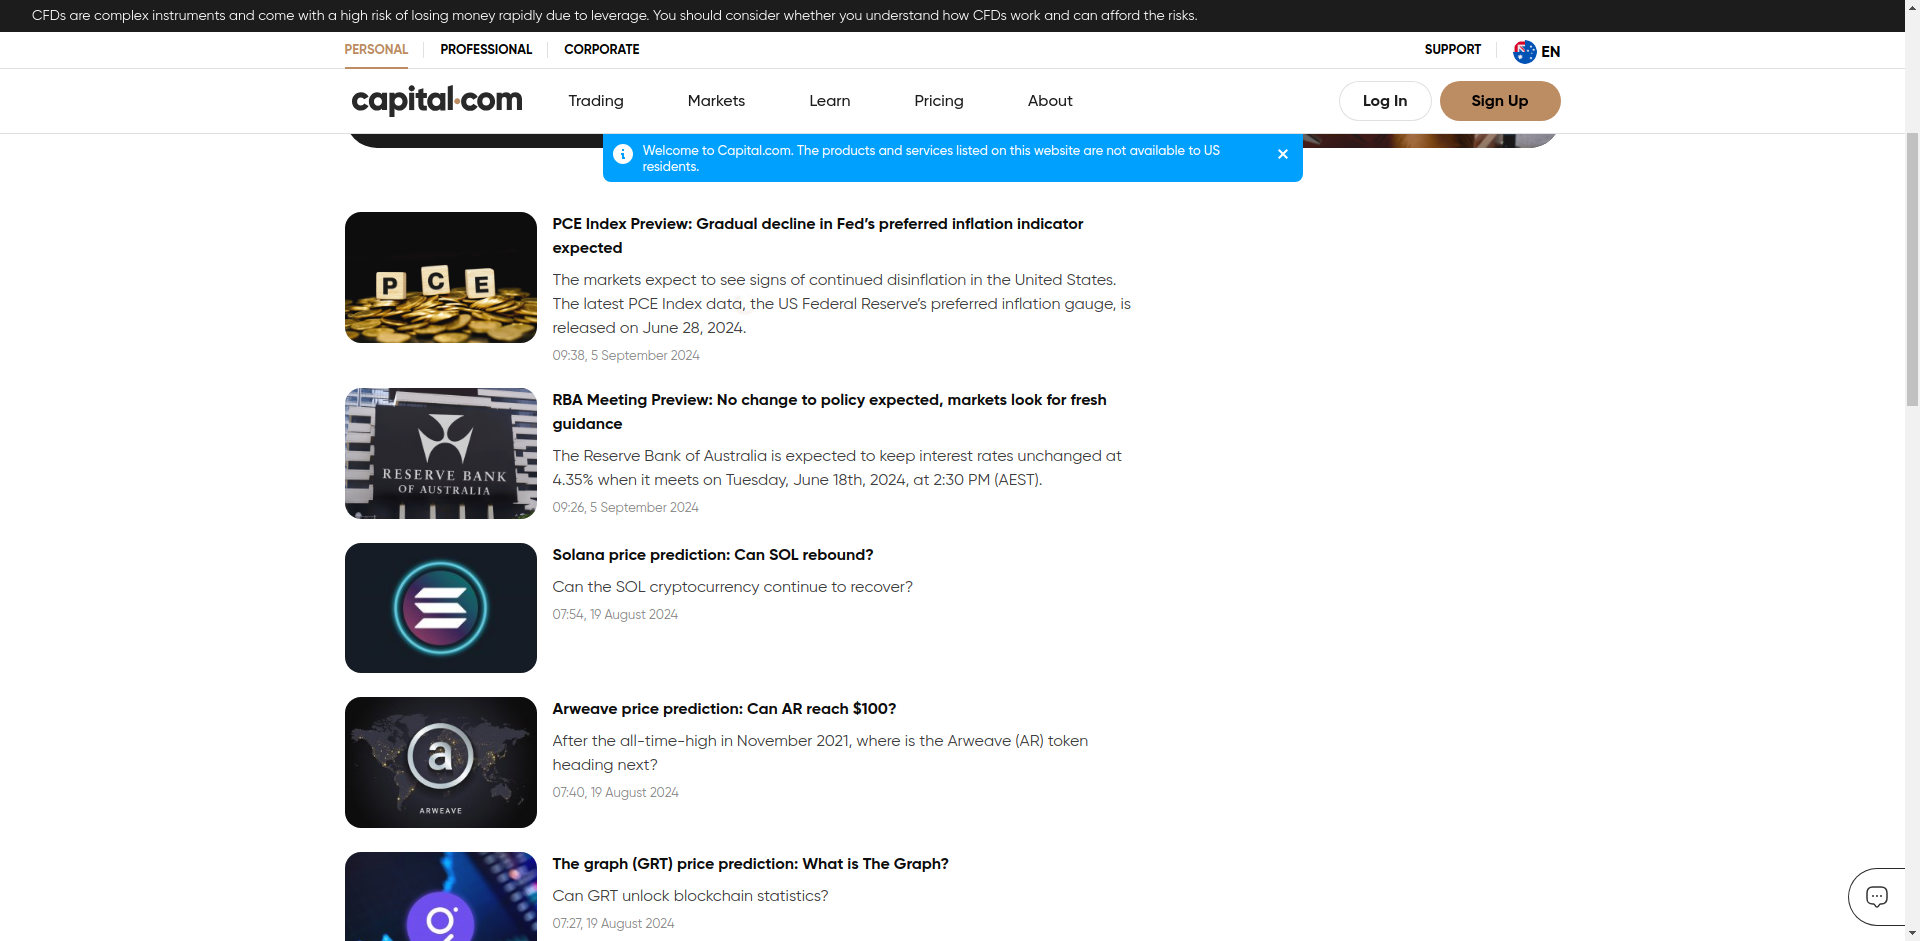 CFDs are complex instruments and come with a high risk of losing money rapidly due to leverage. You should consider whether you understand how CFDs work and can afford the risks.
PERSONAL
PROFESSIONAL
CORPORATE
SUPPORT
EN
capital.com
Trading
Markets
Learn
Pricing
About
Log In
Sign Up
Welcome to Capital.com. The products and services listed on this website are not available to US
residents.
PCE Index Preview: Gradual decline in Fed’s preferred inflation indicator
expected
The markets expect to see signs of continued disinflation in the United States.
The latest PCE Index data, the US Federal Reserve’s preferred inflation gauge, is
released on June 28, 2024.
09:38, 5 September 2024
P C E
RBA Meeting Preview: No change to policy expected, markets look for fresh
guidance
The Reserve Bank of Australia is expected to keep interest rates unchanged at
4.35% when it meets on Tuesday, June 18th, 2024, at 2:30 PM (AEST).
09:26, 5 September 2024
RESERVE BANK
OF AUSTRALIA
Solana price prediction: Can SOL rebound?
Can the SOL cryptocurrency continue to recover?
07:54, 19 August 2024
Arweave price prediction: Can AR reach $100?
After the all-time-high in November 2021, where is the Arweave (AR) token
heading next?
07:40, 19 August 2024
a
ARWEAVE
The graph (GRT) price prediction: What is The Graph?
Can GRT unlock blockchain statistics?
07:27, 19 August 2024